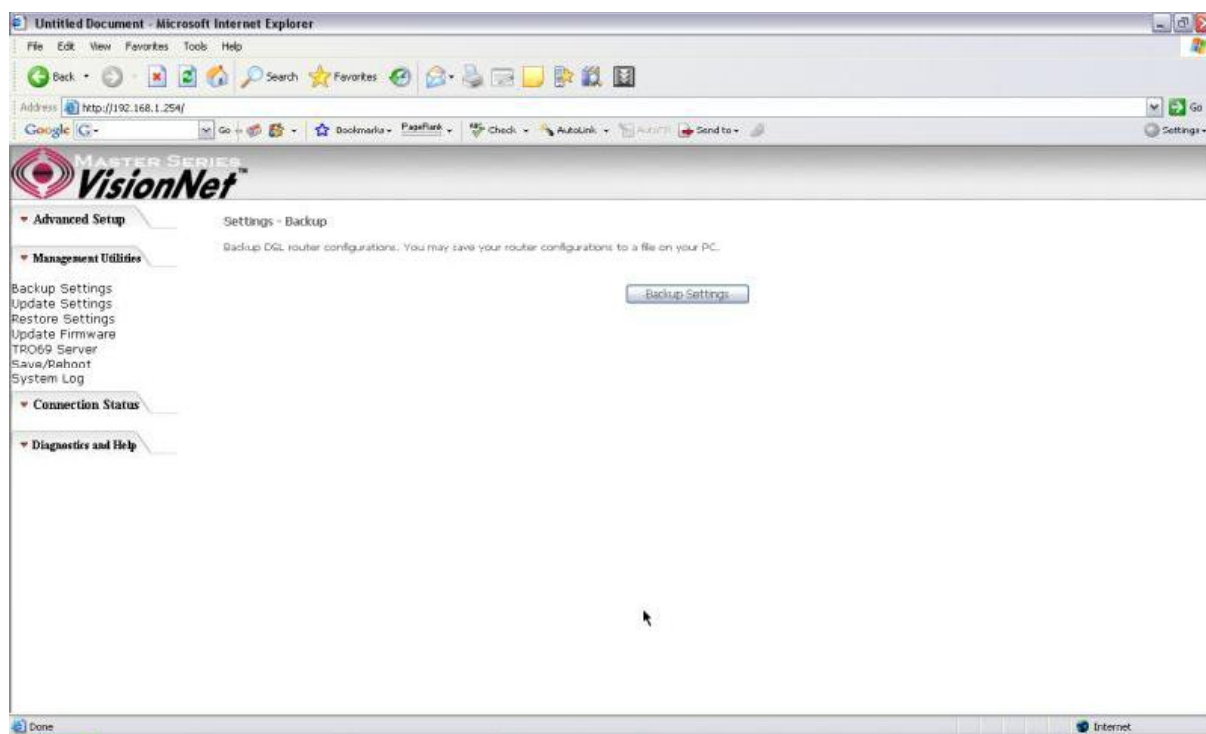 Untitled Document - Microsoft Internet Explorer
File Edit View Favorites Tools Help
Back Search Favorites
Address http://192.168.1.254/ Go
Google G Go Bookmarks PageRank Check AutoLink AutoFill Send to Settings
MASTER SERIES
VisionNet™
Advanced Setup
Settings - Backup
Backup DSL router configurations. You may save your router configurations to a file on your PC.
Management Utilities
Backup Settings
Backup Settings
Update Settings
Restore Settings
Update Firmware
TRO69 Server
Save/Reboot
System Log
Connection Status
Diagnostics and Help
Done Internet